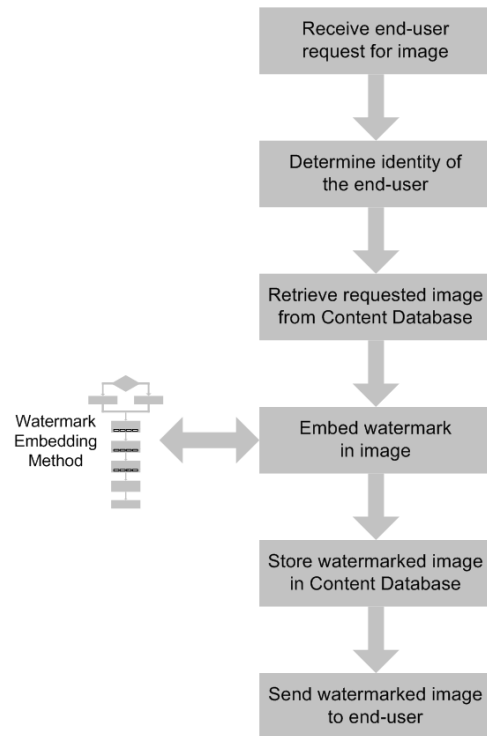 Receive end-user
request for image
Determine identity of
the end-user
Retrieve requested image
from Content Database
Watermark
Embedding
Method
Embed watermark
in image
Store watermarked image
in Content Database
Send watermarked image
to end-user